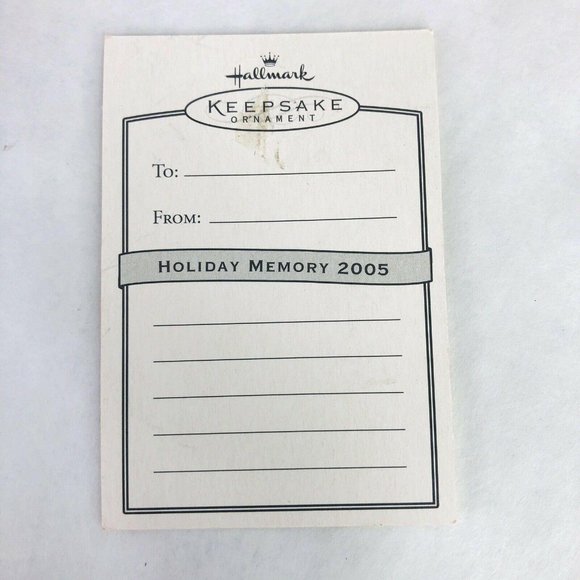 Hallmark
KEEPSAKE
ORNAMENT
TO:
FROM:
HOLIDAY MEMORY 2005